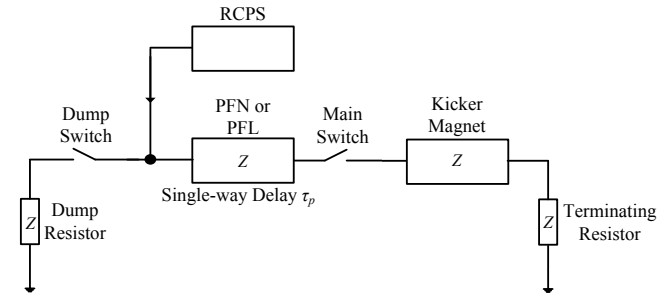 RCPS
Dump
Switch
PFN or
PFL
Z
Main
Switch
Kicker
Magnet
Z
Single-way Delay τp
Z
Dump
Resistor
Z
Terminating
Resistor